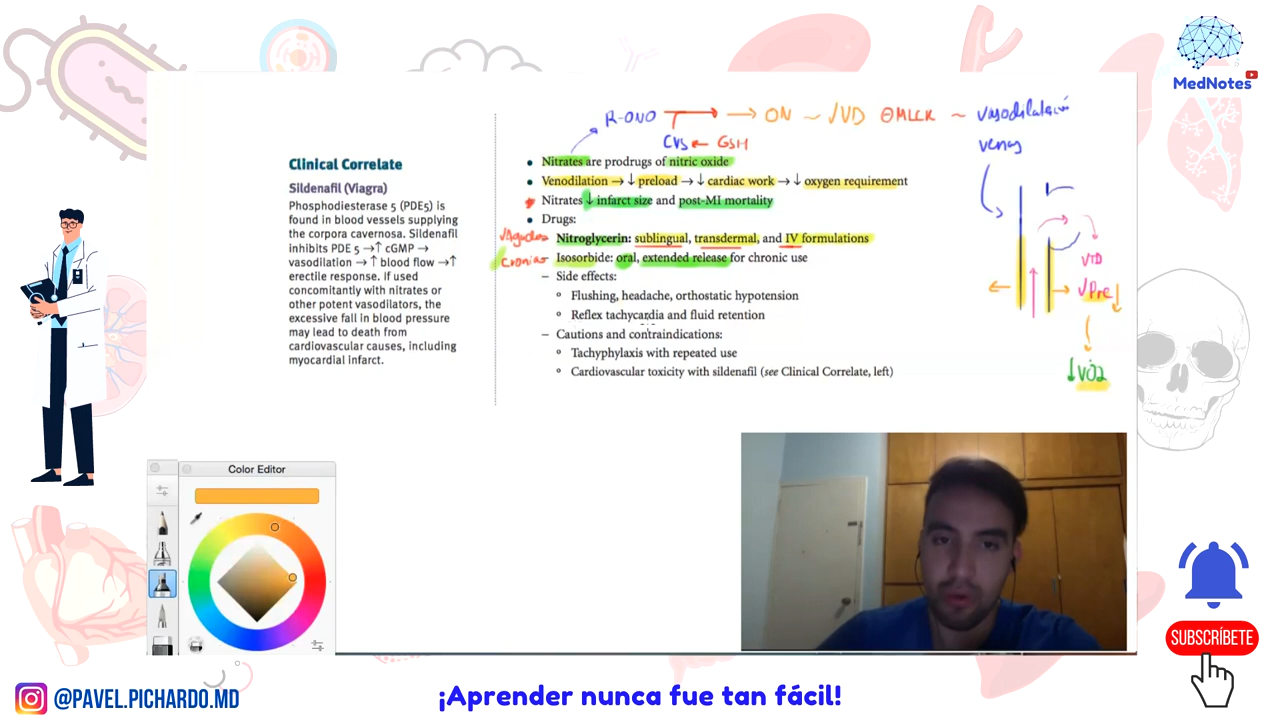 MedNotes
R-ONO → ON ~ √VD ⊖MLCK ~ vasodilatación
CYS ← GSH
venas
Clinical Correlate
Sildenafil (Viagra)
Phosphodiesterase 5 (PDE5) is
found in blood vessels supplying
the corpora cavernosa. Sildenafil
inhibits PDE 5 →↑ cGMP →
vasodilation →↑ blood flow →↑
erectile response. If used
concomitantly with nitrates or
other potent vasodilators, the
excessive fall in blood pressure
may lead to death from
cardiovascular causes, including
myocardial infarct.
• Nitrates are prodrugs of nitric oxide
• Venodilation → ↓ preload → ↓ cardiac work → ↓ oxygen requirement
• Nitrates ↓ infarct size and post-MI mortality
• Drugs:
Nitroglycerin: sublingual, transdermal, and IV formulations
Isosorbide: oral, extended release for chronic use
– Side effects:
° Flushing, headache, orthostatic hypotension
° Reflex tachycardia and fluid retention
– Cautions and contraindications:
° Tachyphylaxis with repeated use
° Cardiovascular toxicity with sildenafil (see Clinical Correlate, left)
√Pre↓
↓VO2
Color Editor
SUBSCRÍBETE
@PAVEL.PICHARDO.MD
¡Aprender nunca fue tan fácil!